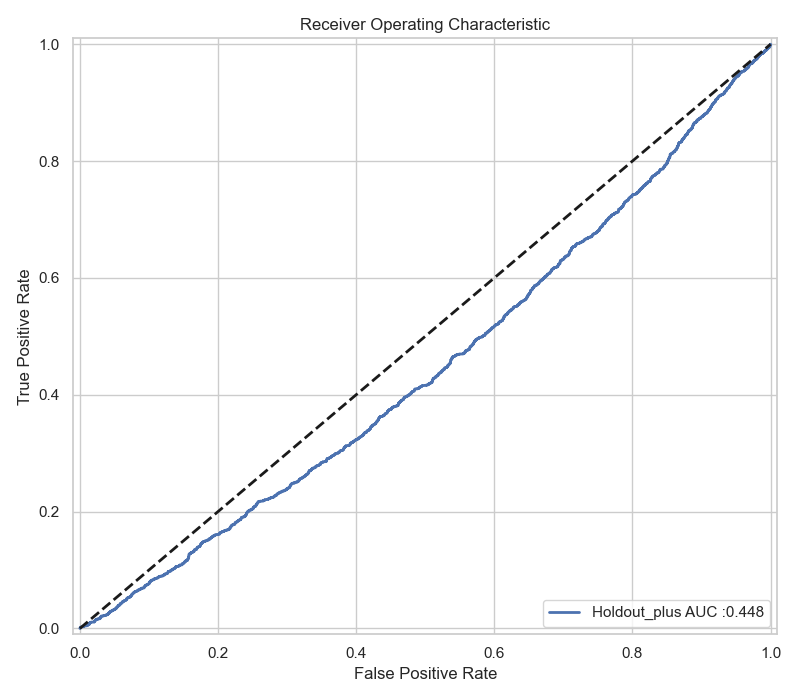 Receiver Operating Characteristic
1.0
0.8
0.6
0.4
0.2
0.0
True Positive Rate
0.0 0.2 0.4 0.6 0.8 1.0
False Positive Rate
Holdout_plus AUC :0.448